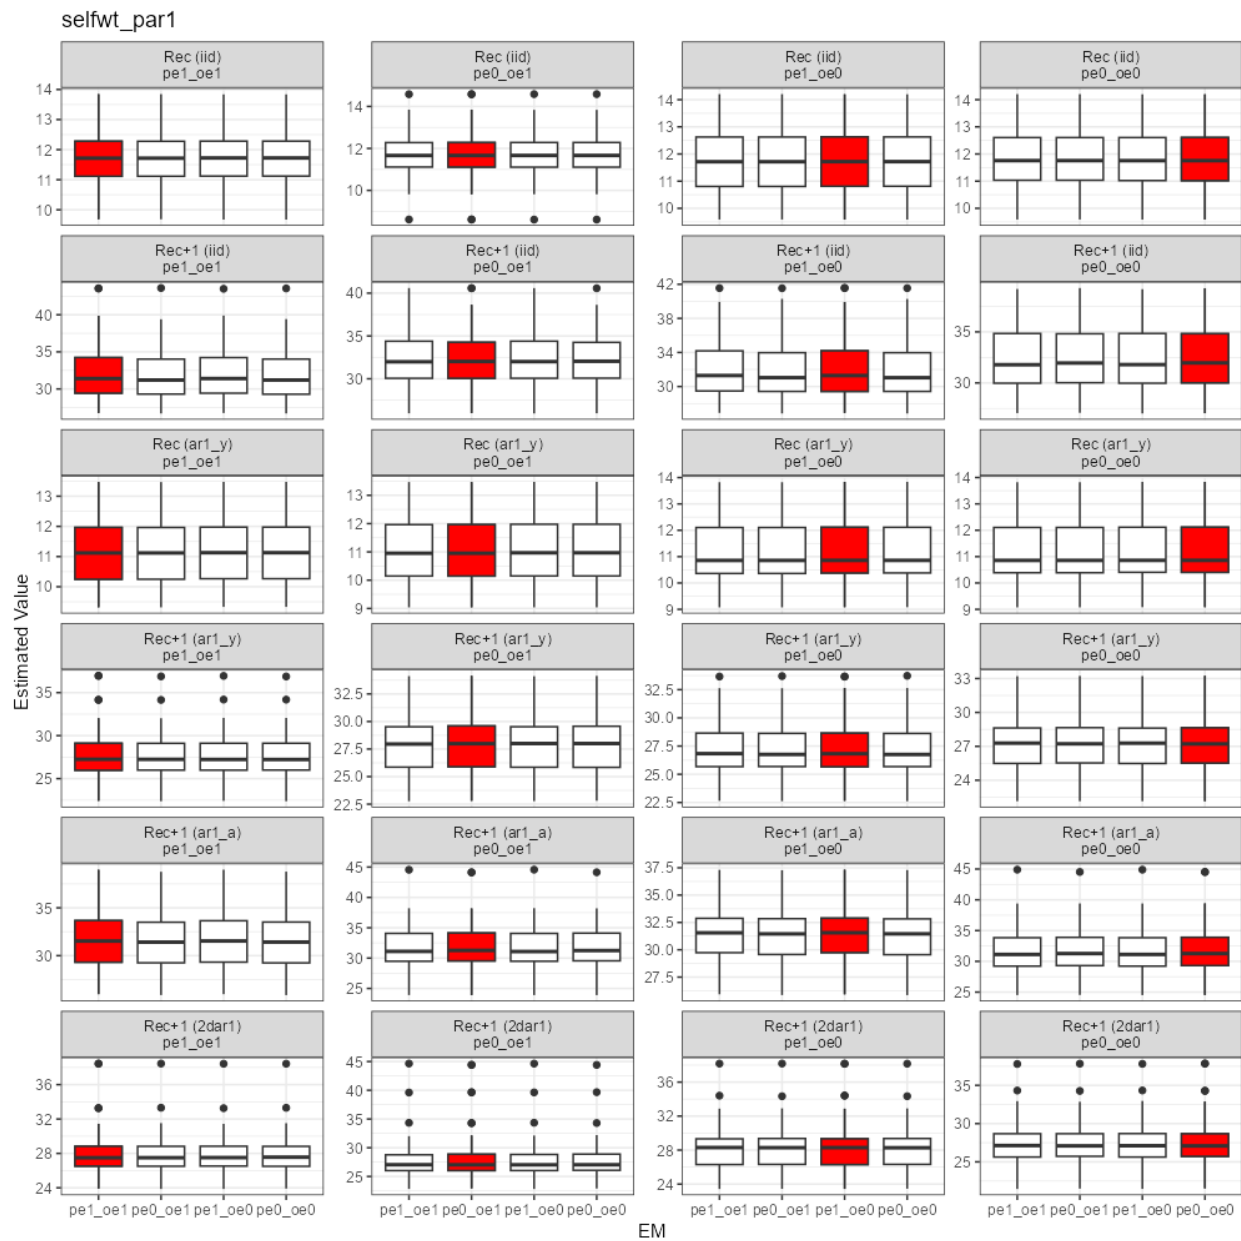 selfwt_par1
Rec (iid)
pe1_oe1
Rec (iid)
pe0_oe1
Rec (iid)
pe1_oe0
Rec (iid)
pe0_oe0
14
13
12
11
10
14
12
10
14
13
12
11
10
14
13
12
11
10
Rec+1 (iid)
pe1_oe1
Rec+1 (iid)
pe0_oe1
Rec+1 (iid)
pe1_oe0
Rec+1 (iid)
pe0_oe0
40
35
30
40
35
30
42
38
34
30
35
30
Rec (ar1_y)
pe1_oe1
Rec (ar1_y)
pe0_oe1
Rec (ar1_y)
pe1_oe0
Rec (ar1_y)
pe0_oe0
13
12
11
10
13
12
11
10
9
14
13
12
11
10
9
14
13
12
11
10
9
Estimated Value
Rec+1 (ar1_y)
pe1_oe1
Rec+1 (ar1_y)
pe0_oe1
Rec+1 (ar1_y)
pe1_oe0
Rec+1 (ar1_y)
pe0_oe0
35
30
25
32.5
30.0
27.5
25.0
22.5
32.5
30.0
27.5
25.0
22.5
33
30
27
24
Rec+1 (ar1_a)
pe1_oe1
Rec+1 (ar1_a)
pe0_oe1
Rec+1 (ar1_a)
pe1_oe0
Rec+1 (ar1_a)
pe0_oe0
35
30
45
40
35
30
25
37.5
35.0
32.5
30.0
27.5
45
40
35
30
25
Rec+1 (2dar1)
pe1_oe1
Rec+1 (2dar1)
pe0_oe1
Rec+1 (2dar1)
pe1_oe0
Rec+1 (2dar1)
pe0_oe0
36
32
28
24
45
40
35
30
25
36
32
28
24
35
30
25
pe1_oe1 pe0_oe1 pe1_oe0 pe0_oe0
pe1_oe1 pe0_oe1 pe1_oe0 pe0_oe0
pe1_oe1 pe0_oe1 pe1_oe0 pe0_oe0
pe1_oe1 pe0_oe1 pe1_oe0 pe0_oe0
EM